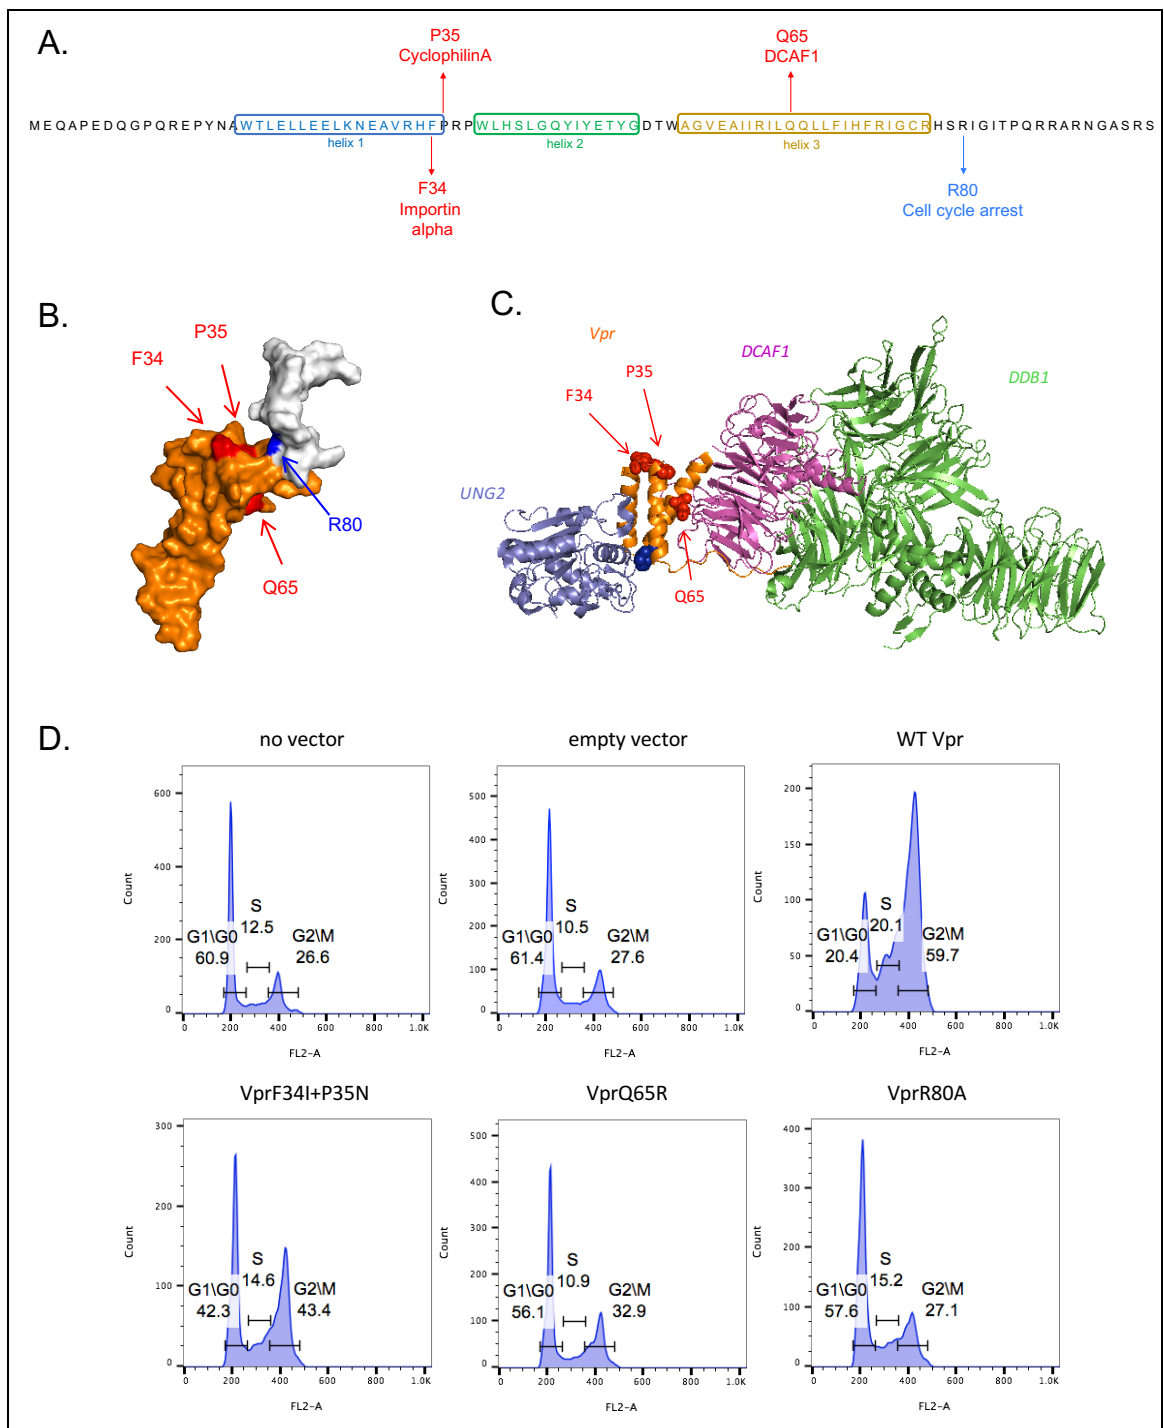 A.
P35
CyclophilinA
Q65
DCAF1
MEQAPEDQGPQREPYNAWTLELLEELKNEAVRHFPRPWLHSLGQYIYETYGDTWAGVEAIIRILQQLLFIHFRIGCRHSRIGITPQRRARNGASRS
helix 1
helix 2
helix 3
F34
Importin
alpha
R80
Cell cycle arrest
B.
P35
F34
R80
Q65
C.
Vpr
DCAF1
DDB1
P35
F34
UNG2
Q65
D.
no vector
empty vector
WT Vpr
600
400
200
0
Count
G1\G0
60.9
S
12.5
G2\M
26.6
0 200 400 600 800 1.0K
FL2-A
500
400
300
200
100
0
Count
G1\G0
61.4
S
10.5
G2\M
27.6
0 200 400 600 800 1.0K
FL2-A
200
150
100
50
0
Count
G1\G0
20.4
S
20.1
G2\M
59.7
0 200 400 600 800 1.0K
FL2-A
VprF34I+P35N
VprQ65R
VprR80A
300
200
100
0
Count
G1\G0
42.3
S
14.6
G2\M
43.4
0 200 400 600 800 1.0K
FL2-A
500
400
300
200
100
0
Count
G1\G0
56.1
S
10.9
G2\M
32.9
0 200 400 600 800 1.0K
FL2-A
400
300
200
100
0
Count
G1\G0
57.6
S
15.2
G2\M
27.1
0 200 400 600 800 1.0K
FL2-A